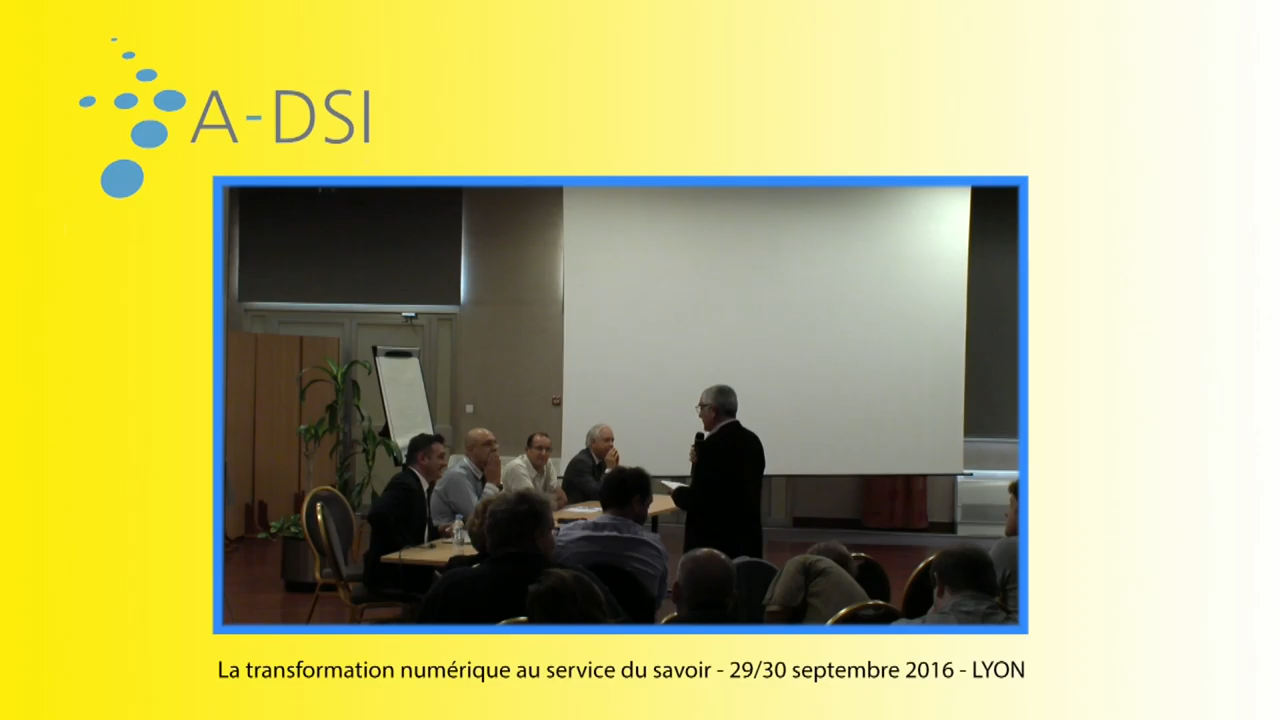 A-DSI
La transformation numérique au service du savoir - 29/30 septembre 2016 - LYON